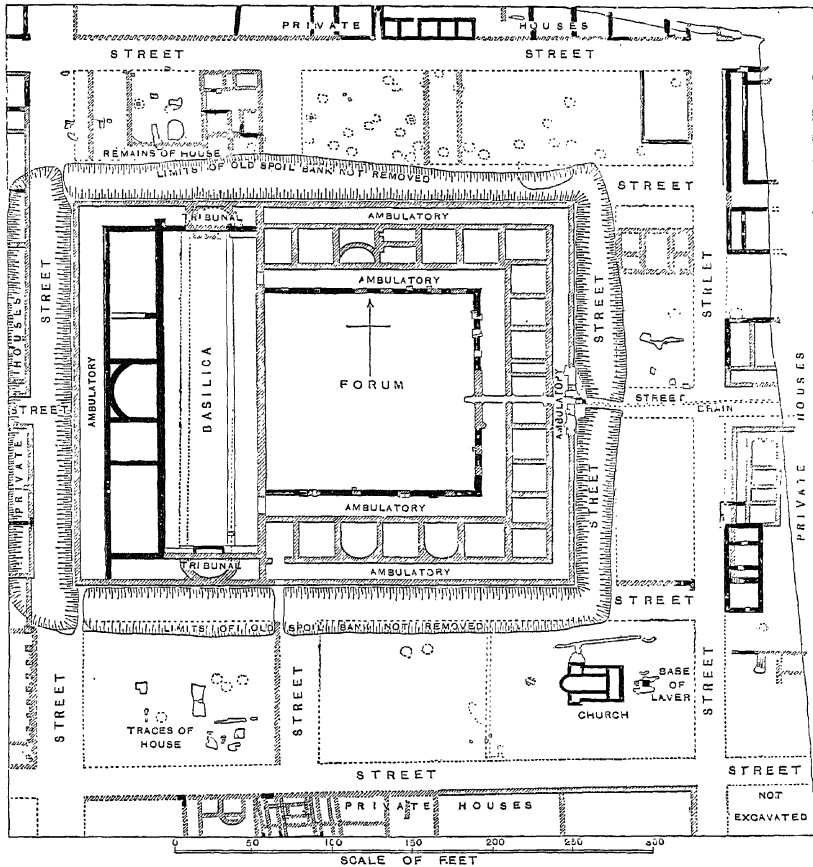 PRIVATE HOUSES
STREET STREET
REMAINS OF HOUSE
LIMITS OF OLD SPOIL BANK NOT REMOVED
STREET
TRIBUNAL
AMBULATORY
AMBULATORY
HOUSES
STREET
STREET
STREET
BASILICA
FORUM
AMBULATORY
AMBULATORY
STREET
STREET
DRAIN
HOUSES
PRIVATE
PRIVATE
STREET
AMBULATORY
TRIBUNAL
AMBULATORY
STREET
LIMITS OF OLD SPOIL BANK NOT REMOVED
STREET
STREET
STREET
BASE
OF
LAVER
CHURCH
TRACES OF
HOUSE
STREET
STREET
PRIVATE HOUSES
NOT
EXCAVATED
0 50 100 150 200 250 300
SCALE OF FEET